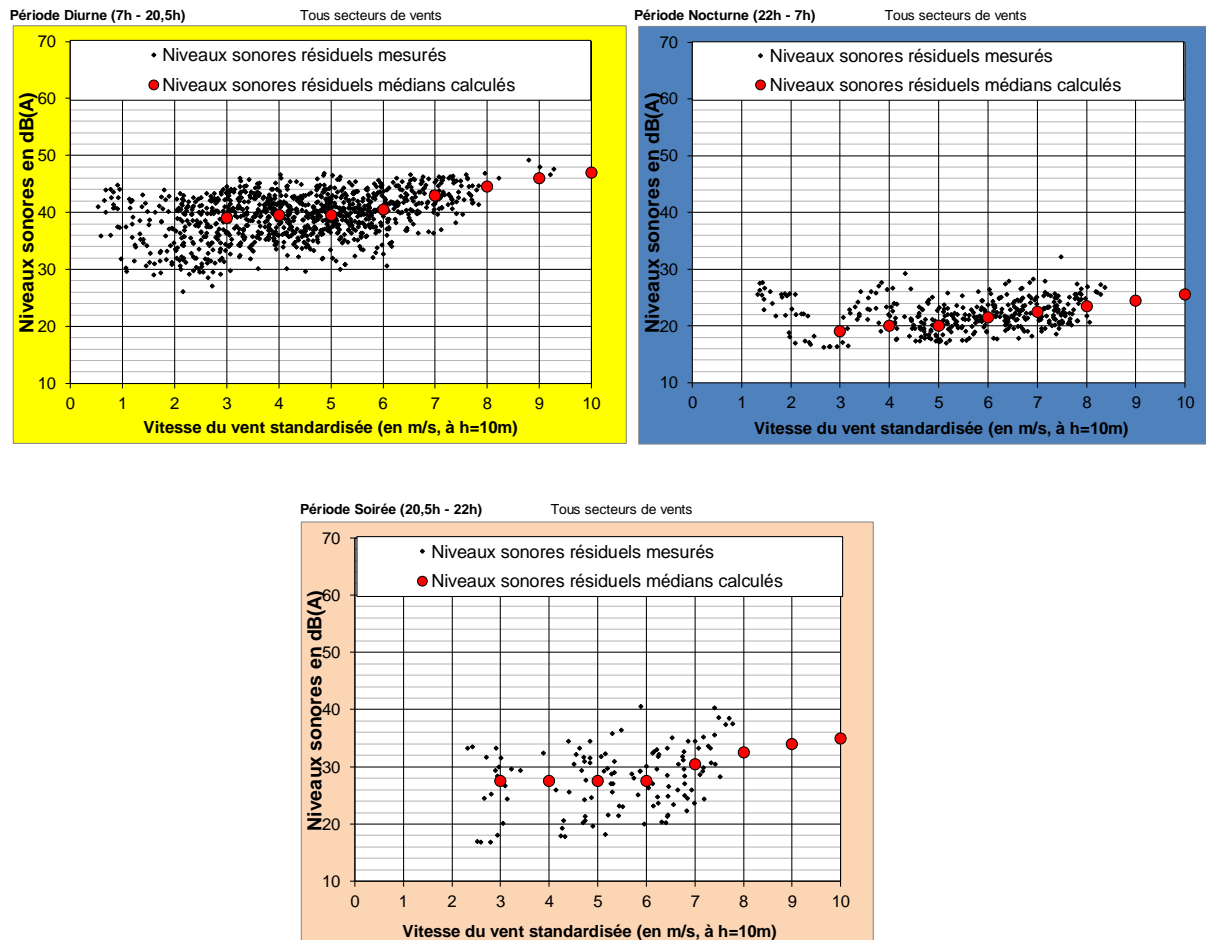 Période Diurne (7h - 20,5h) Tous secteurs de vents
Niveaux sonores résiduels mesurés
Niveaux sonores résiduels médians calculés
Niveaux sonores en dB(A)
70
60
50
40
30
20
10
0 1 2 3 4 5 6 7 8 9 10
Vitesse du vent standardisée (en m/s, à h=10m)
Période Nocturne (22h - 7h) Tous secteurs de vents
Niveaux sonores résiduels mesurés
Niveaux sonores résiduels médians calculés
Niveaux sonores en dB(A)
70
60
50
40
30
20
10
0 1 2 3 4 5 6 7 8 9 10
Vitesse du vent standardisée (en m/s, à h=10m)
Période Soirée (20,5h - 22h) Tous secteurs de vents
Niveaux sonores résiduels mesurés
Niveaux sonores résiduels médians calculés
Niveaux sonores en dB(A)
70
60
50
40
30
20
10
0 1 2 3 4 5 6 7 8 9 10
Vitesse du vent standardisée (en m/s, à h=10m)